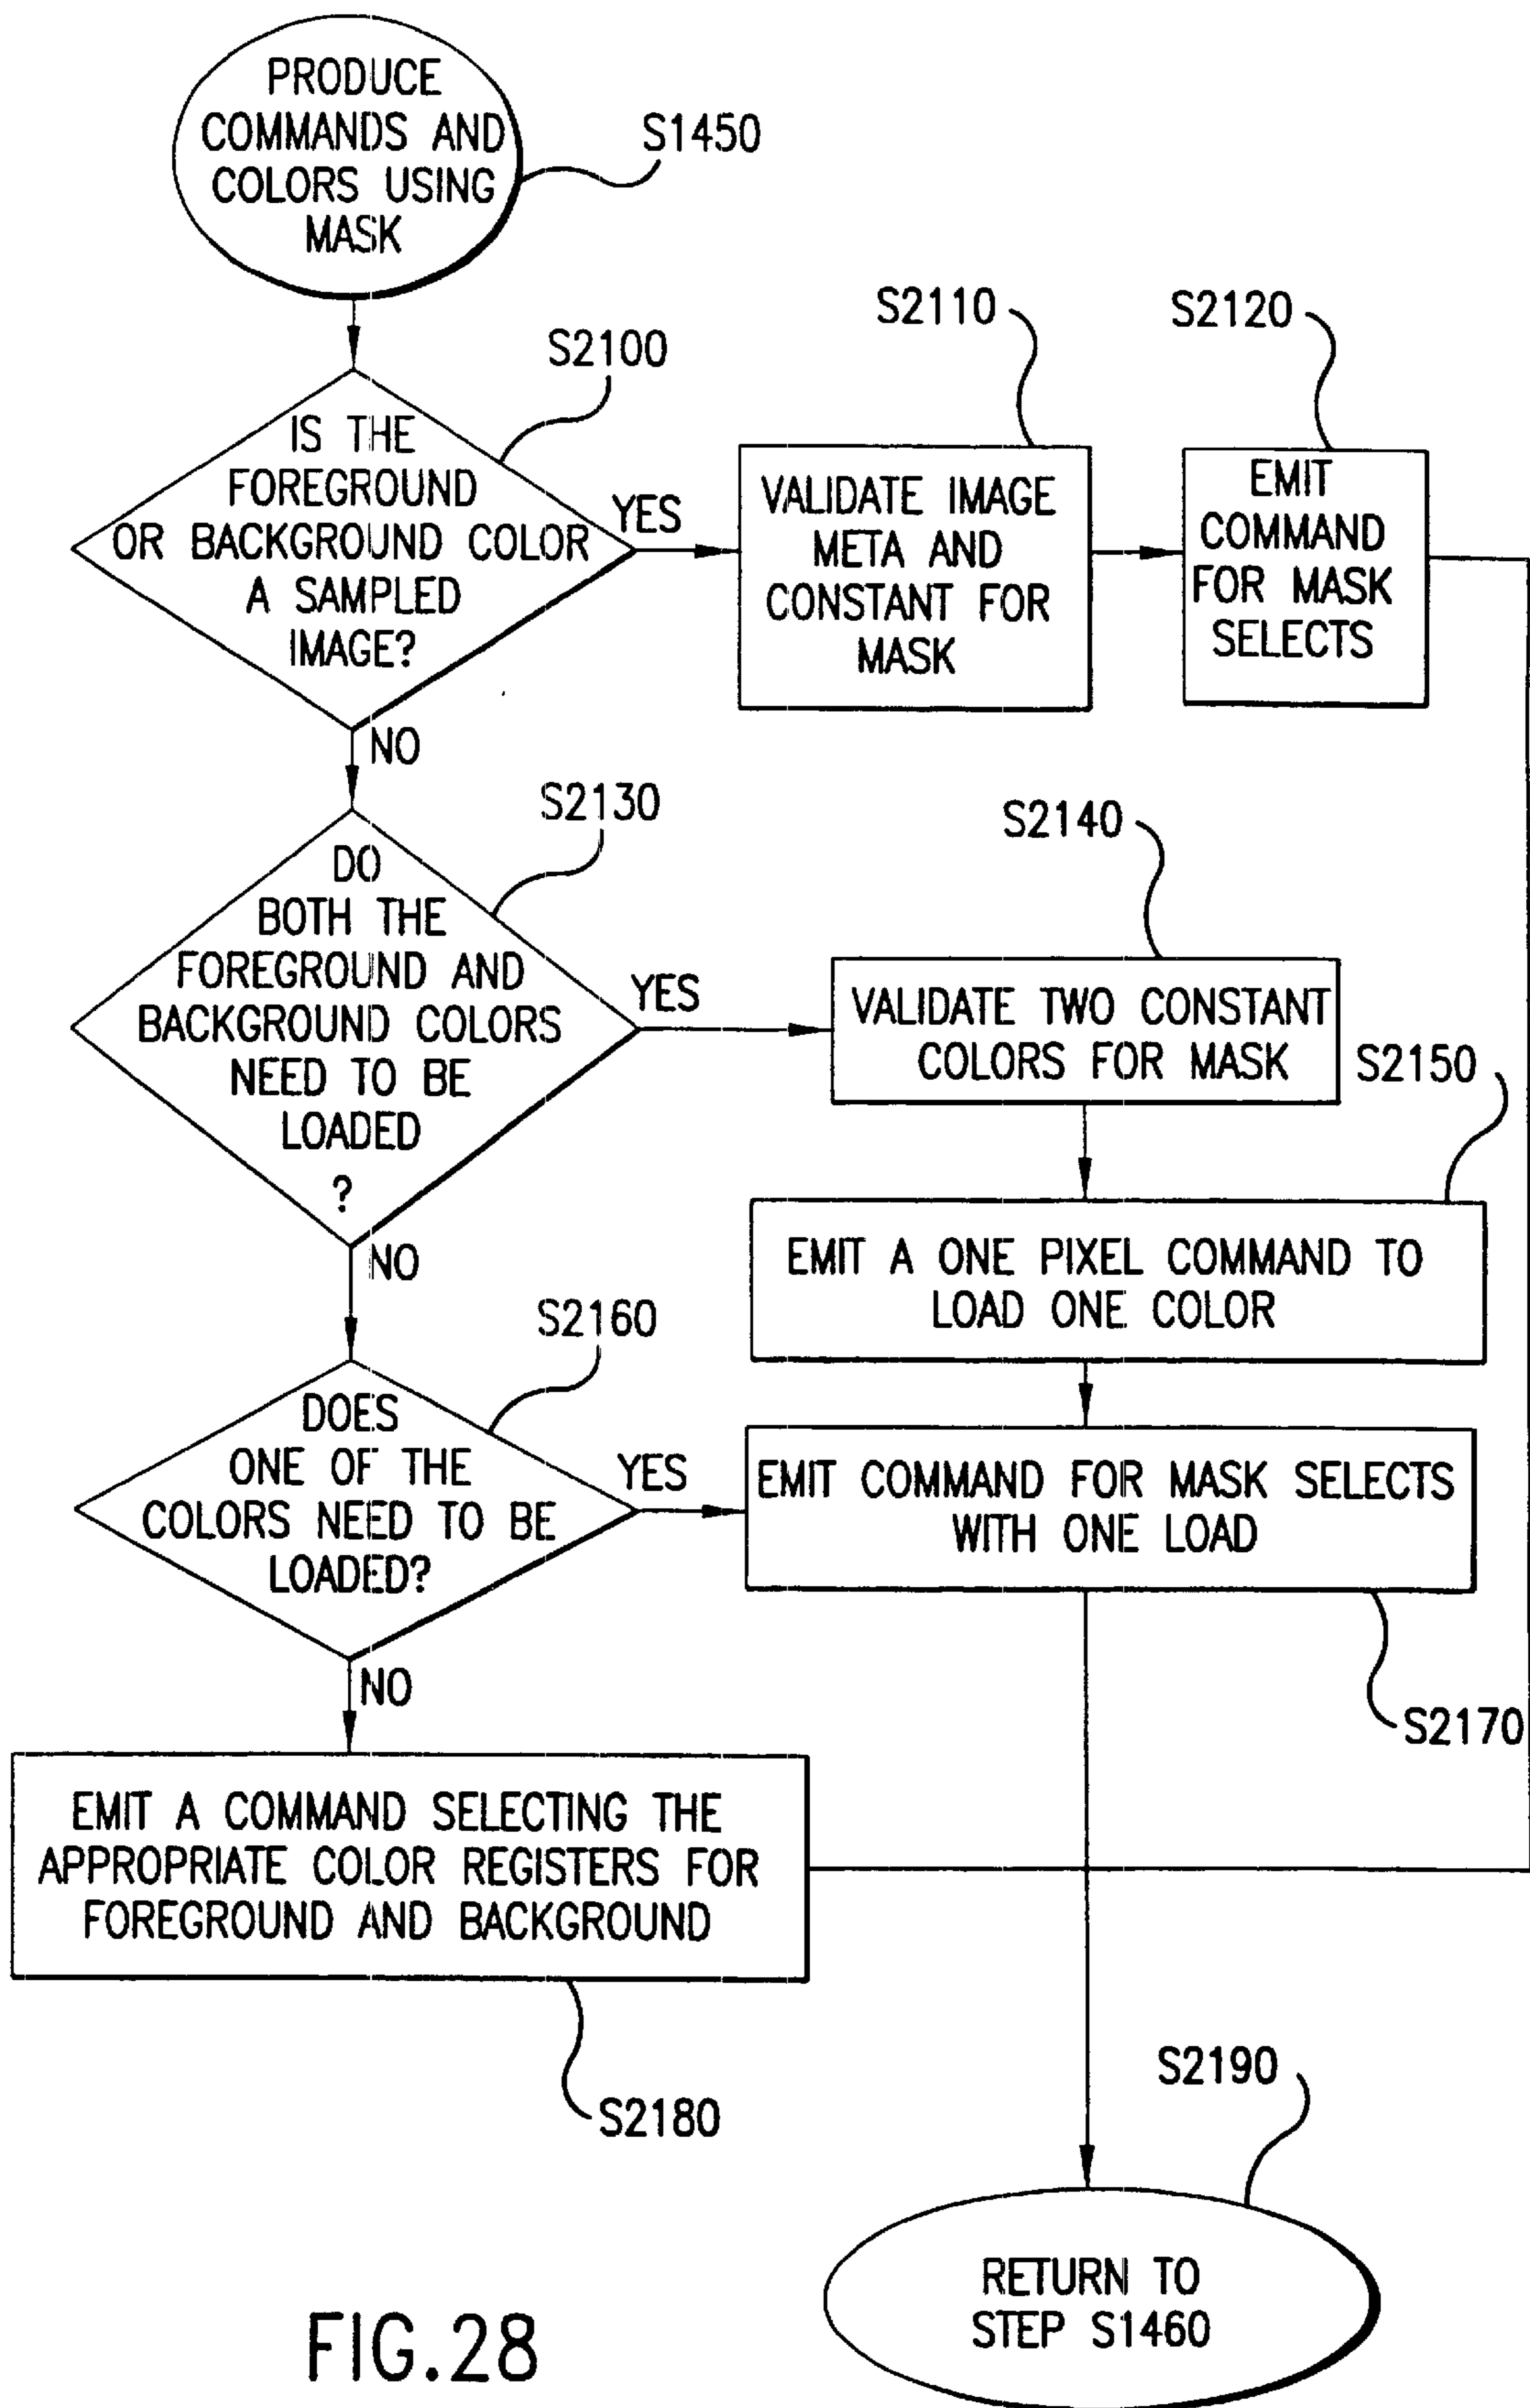 PRODUCE
COMMANDS AND
COLORS USING
MASK
S1450
S2100
IS THE
FOREGROUND
OR BACKGROUND COLOR
A SAMPLED
IMAGE?
YES
NO
S2110
VALIDATE IMAGE
META AND
CONSTANT FOR
MASK
S2120
EMIT
COMMAND
FOR MASK
SELECTS
S2130
DO
BOTH THE
FOREGROUND AND
BACKGROUND COLORS
NEED TO BE
LOADED
?
YES
NO
S2140
VALIDATE TWO CONSTANT
COLORS FOR MASK
S2150
EMIT A ONE PIXEL COMMAND TO
LOAD ONE COLOR
S2160
DOES
ONE OF THE
COLORS NEED TO BE
LOADED?
YES
NO
EMIT COMMAND FOR MASK SELECTS
WITH ONE LOAD
S2170
EMIT A COMMAND SELECTING THE
APPROPRIATE COLOR REGISTERS FOR
FOREGROUND AND BACKGROUND
S2180
S2190
RETURN TO
STEP S1460
FIG.28